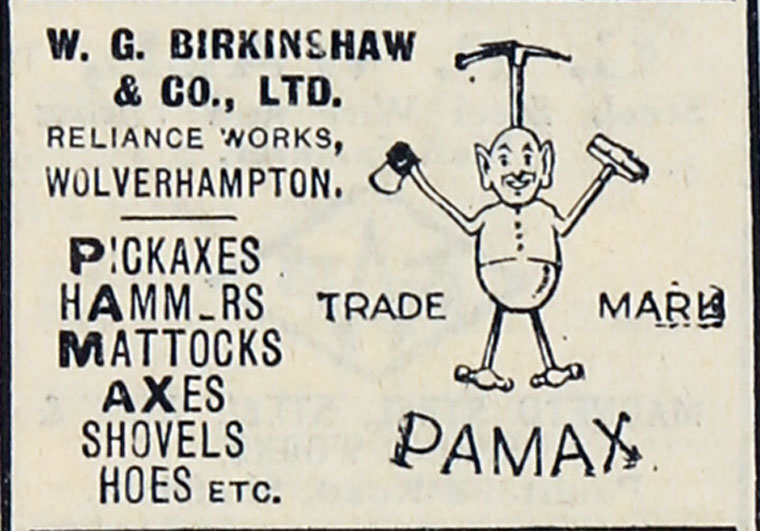 W. G. BIRKINSHAW
& CO., LTD.
RELIANCE WORKS,
WOLVERHAMPTON.
PICKAXES
HAMMERS
MATTOCKS
AXES
SHOVELS
HOES ETC.
TRADE MARK
PAMAX.